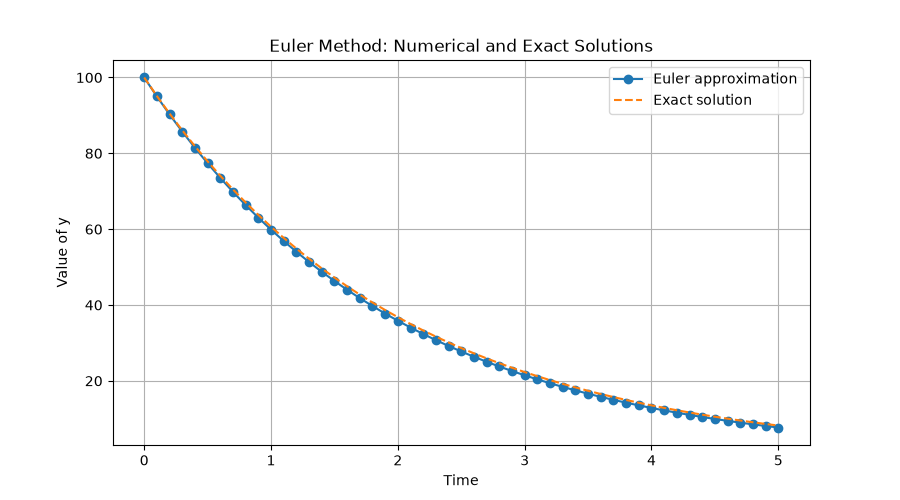 Euler Method: Numerical and Exact Solutions
Euler approximation
Exact solution
Value of y
100
80
60
40
20
0 1 2 3 4 5
Time